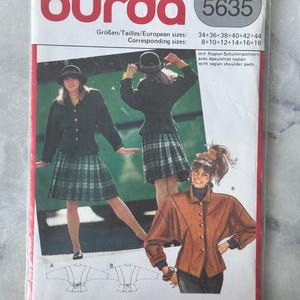 burda
5635
Größen/Tailles/European sizes: 34+36+38+40+42+44
Corresponding sizes: 8+10+12+14+16+18
mit Raglan-Schulterpolstern
avec épaulettes raglan
with raglan shoulder pads
A
B
A
B